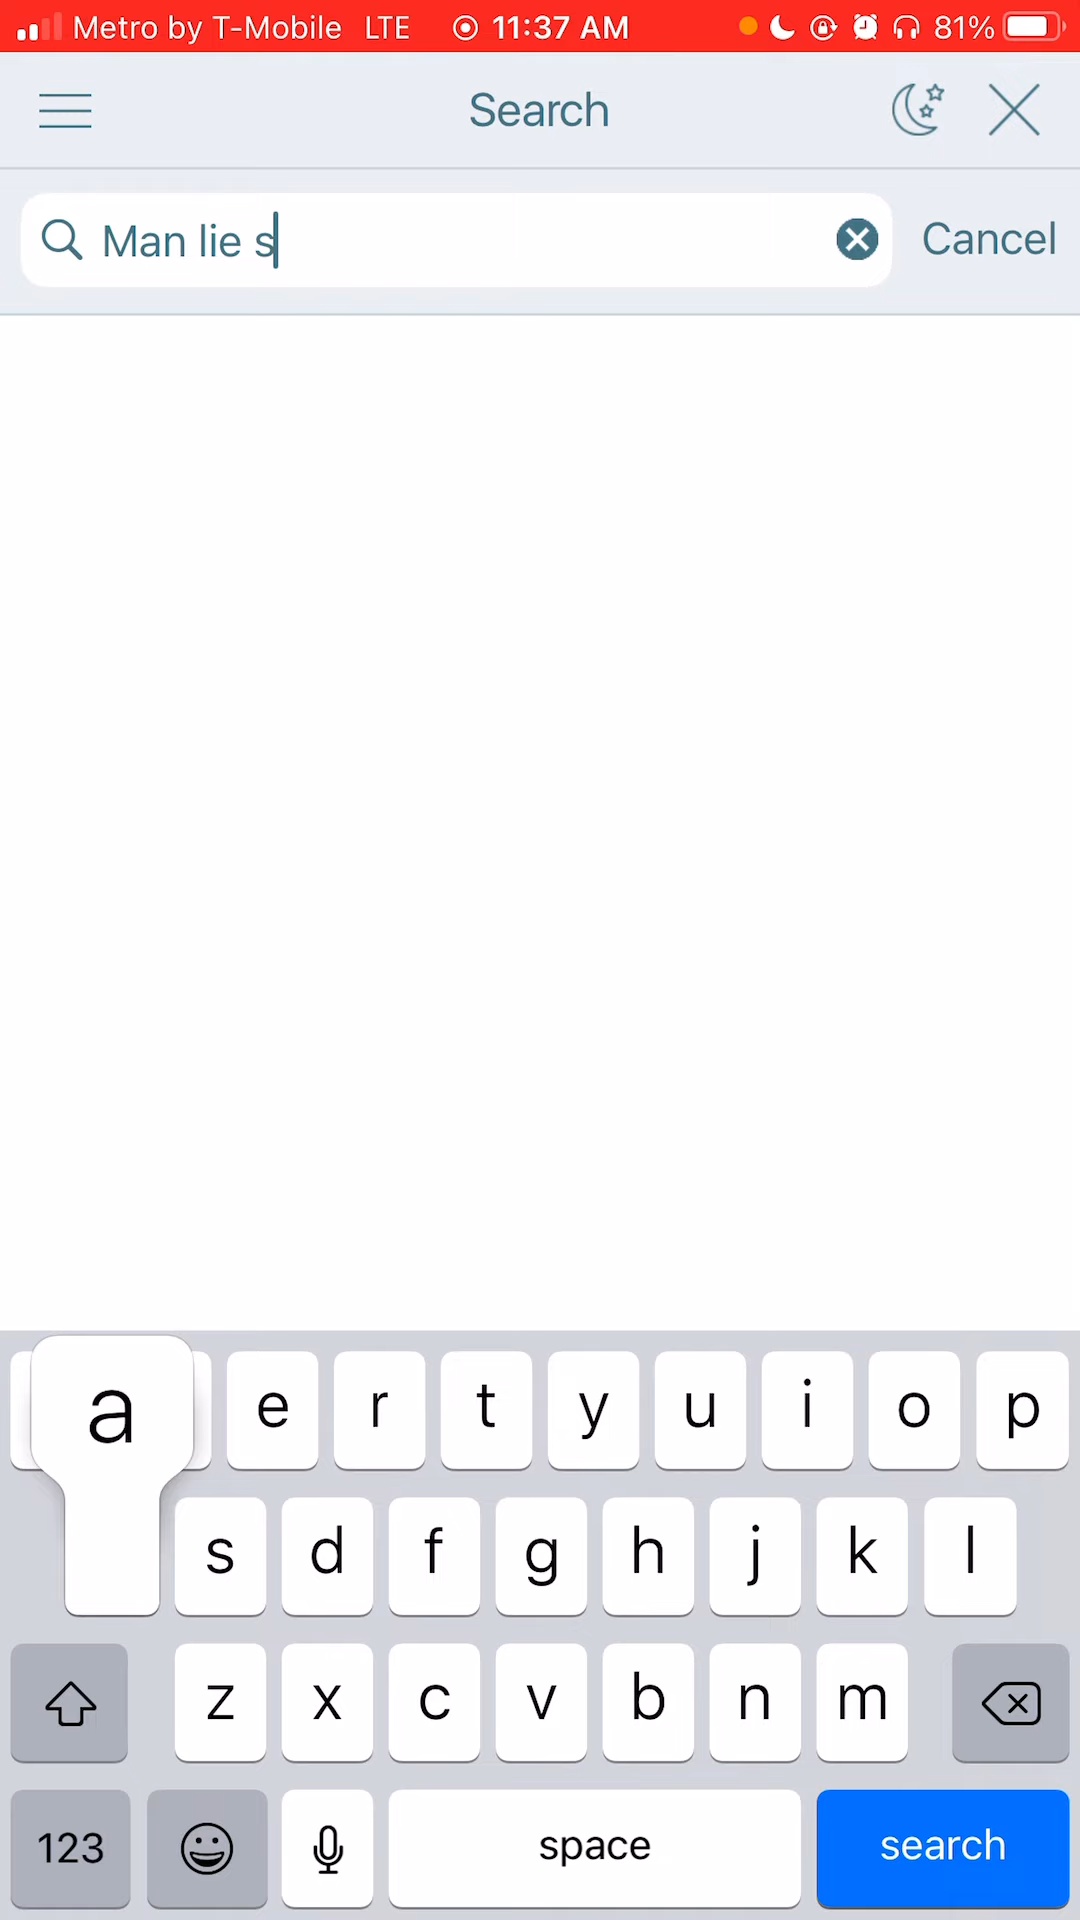 Metro by T-Mobile LTE 11:37 AM 81%
Search
Man lie s Cancel
a e r t y u i o p
s d f g h j k l
z x c v b n m
123 space search